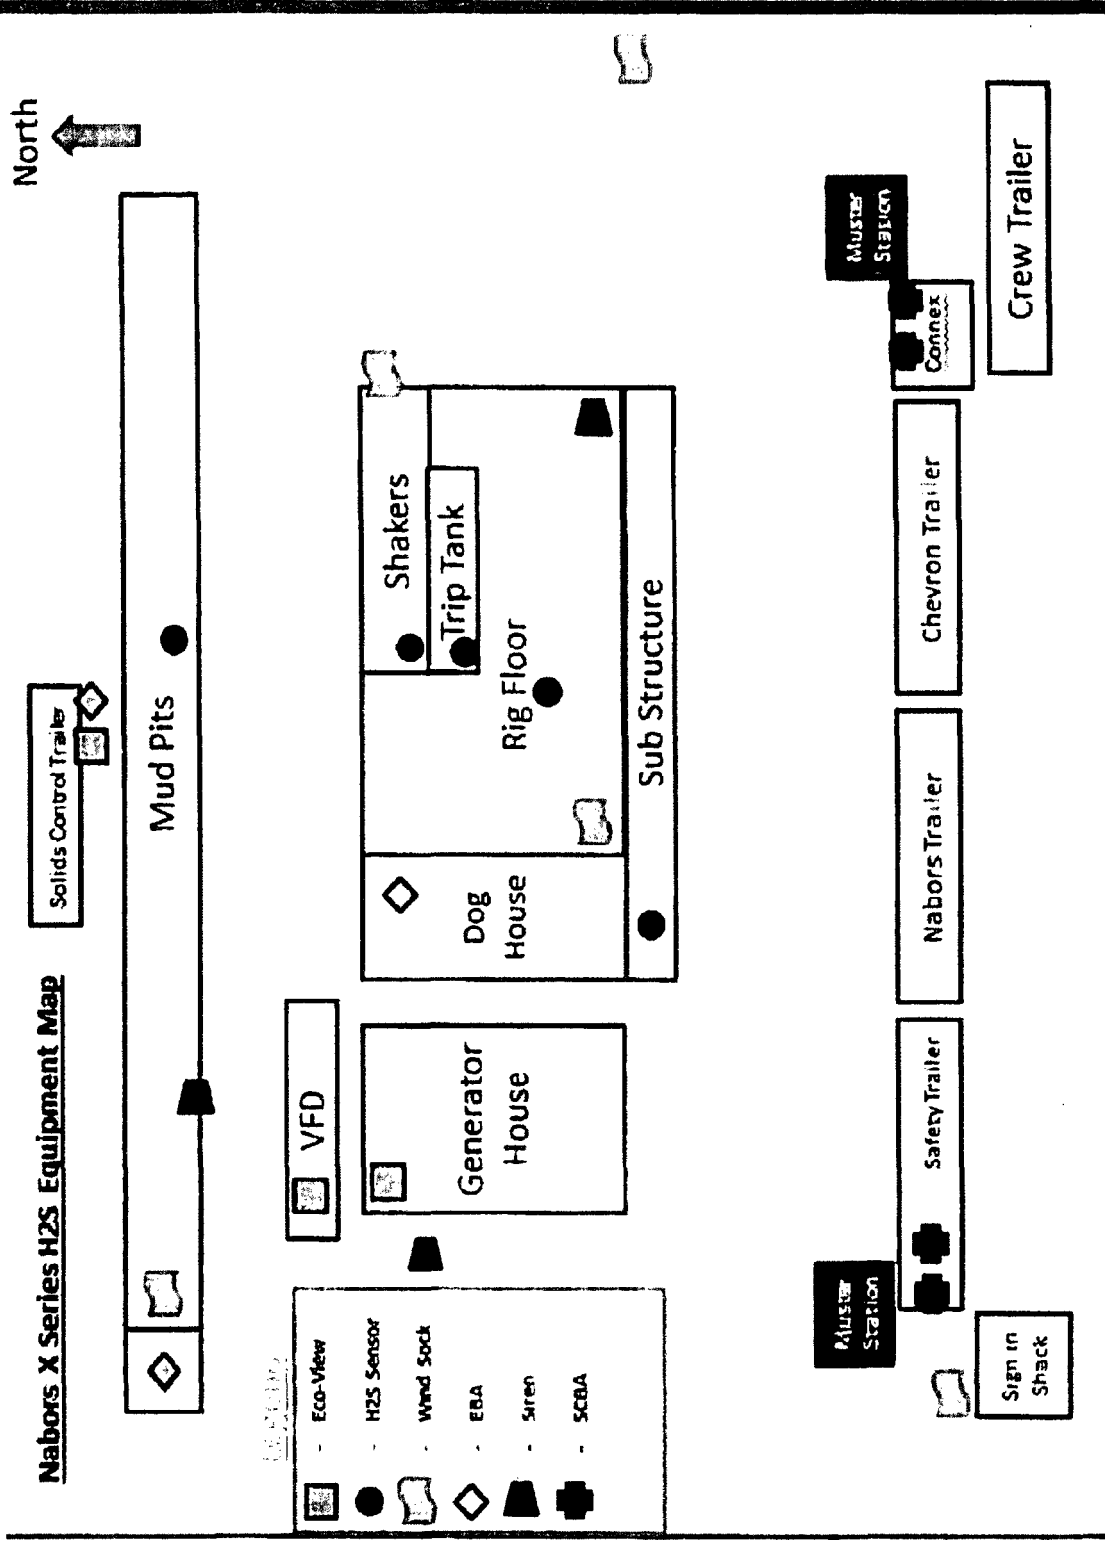 Nabors X Series H2S Equipment Map
North
Solids Control Trailer
Mud Pits
VFD
Generator
House
Dog
House
Shakers
Trip Tank
Rig Floor
Sub Structure
- Eco-View
- H2S Sensor
- Wind Sock
- EBA
- Siren
- SCBA
Muster
Station
Muster
Station
Sign in
Shack
Safety Trailer
Nabors Trailer
Chevron Trailer
Connex
Crew Trailer